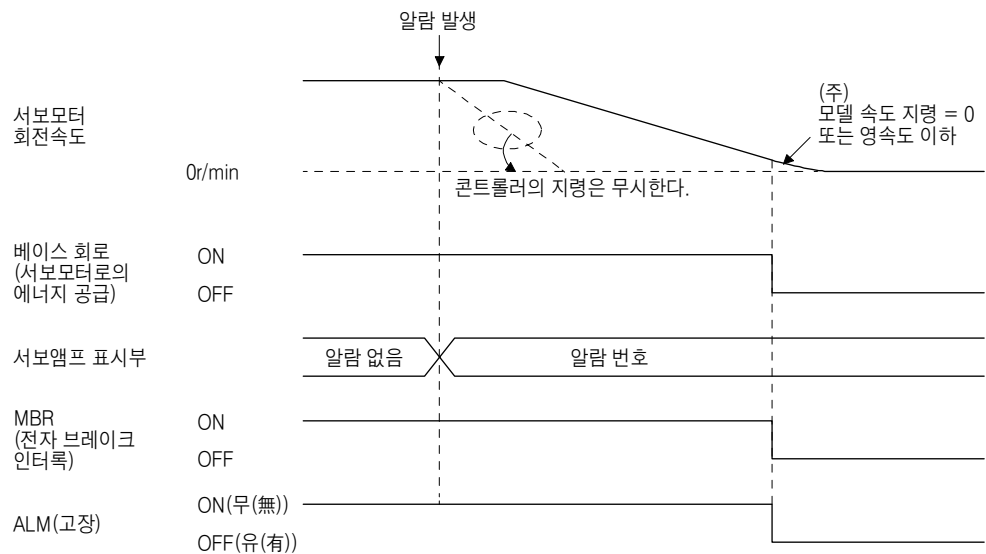 알람 발생
서보모터
회전속도
(주)
모델 속도 지령 = 0
또는 영속도 이하
0r/min
콘트롤러의 지령은 무시한다.
베이스 회로
(서보모터로의
에너지 공급)
ON
OFF
서보앰프 표시부
알람 없음
알람 번호
MBR
(전자 브레이크
인터록)
ON
OFF
ALM(고장)
ON(무(無))
OFF(유(有))